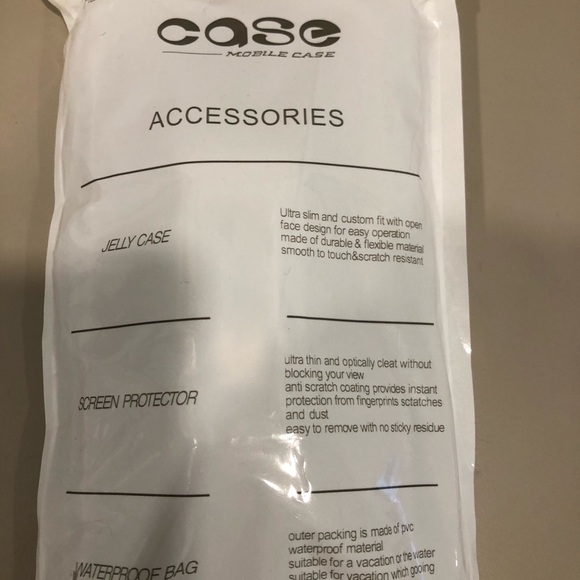 case
MOBILE CASE
ACCESSORIES
JELLY CASE
Ultra slim and custom fit with open
face design for easy operation
made of durable & flexible material
smooth to touch&scratch resistant
SCREEN PROTECTOR
ultra thin and optically cleat without
blocking your view
anti scratch coating provides instant
protection from fingerprints sctatches
and dust
easy to remove with no sticky residue
WATERPROOF BAG
outer packing is made of pvc
waterproof material
suitable for a vacation or the water
suitable for vacation which gooing